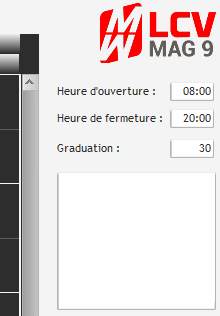 LCV
MAG 9
Heure d'ouverture : 08:00
Heure de fermeture : 20:00
Graduation : 30